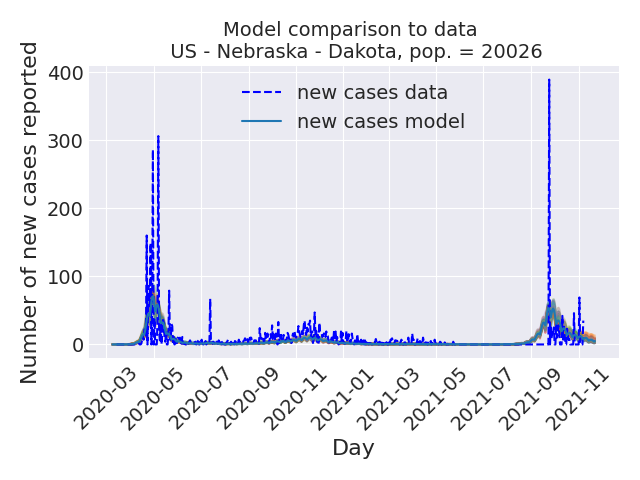 Model comparison to data
US - Nebraska - Dakota, pop. = 20026
Number of new cases reported
400
300
200
100
0
new cases data
new cases model
2020-03
2020-05
2020-07
2020-09
2020-11
2021-01
2021-03
2021-05
2021-07
2021-09
2021-11
Day